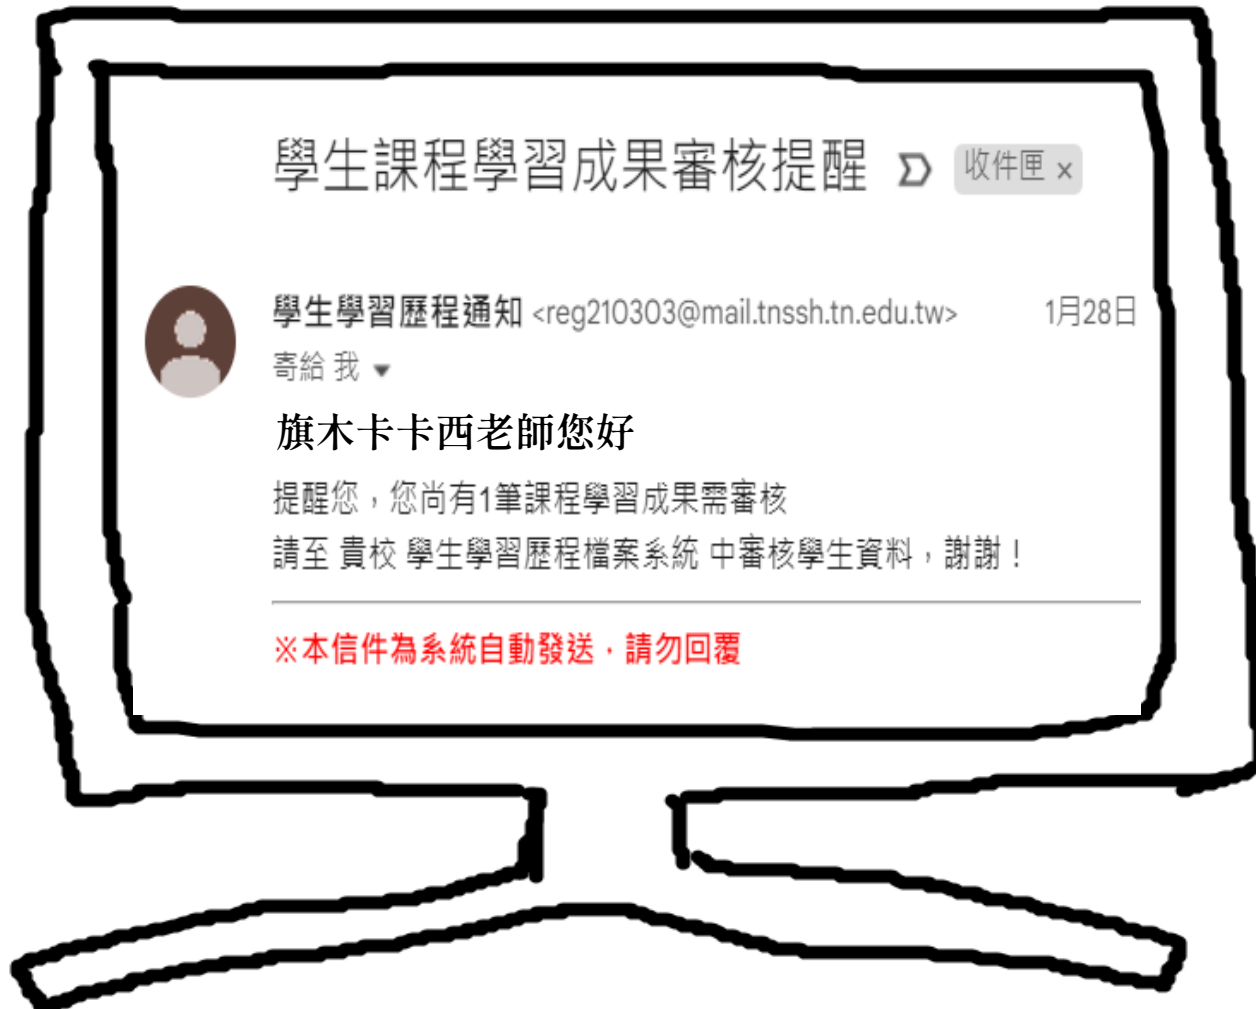 學生課程學習成果審核提醒 收件匣 ×
學生學習歷程通知 <reg210303@mail.tnssh.tn.edu.tw> 1月28日
寄給 我
旗木卡卡西老師您好
提醒您，您尚有1筆課程學習成果需審核
請至 貴校 學生學習歷程檔案系統 中審核學生資料，謝謝！
※本信件為系統自動發送，請勿回覆